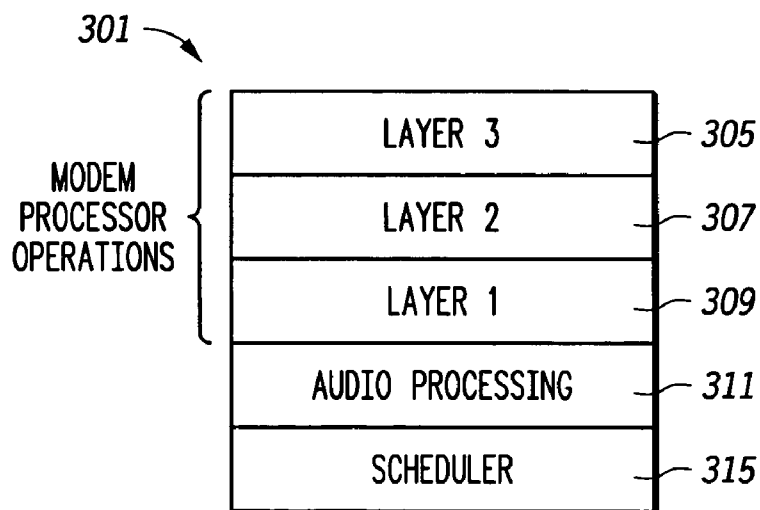 301
MODEM
PROCESSOR
OPERATIONS
LAYER 3
305
LAYER 2
307
LAYER 1
309
AUDIO PROCESSING
311
SCHEDULER
315